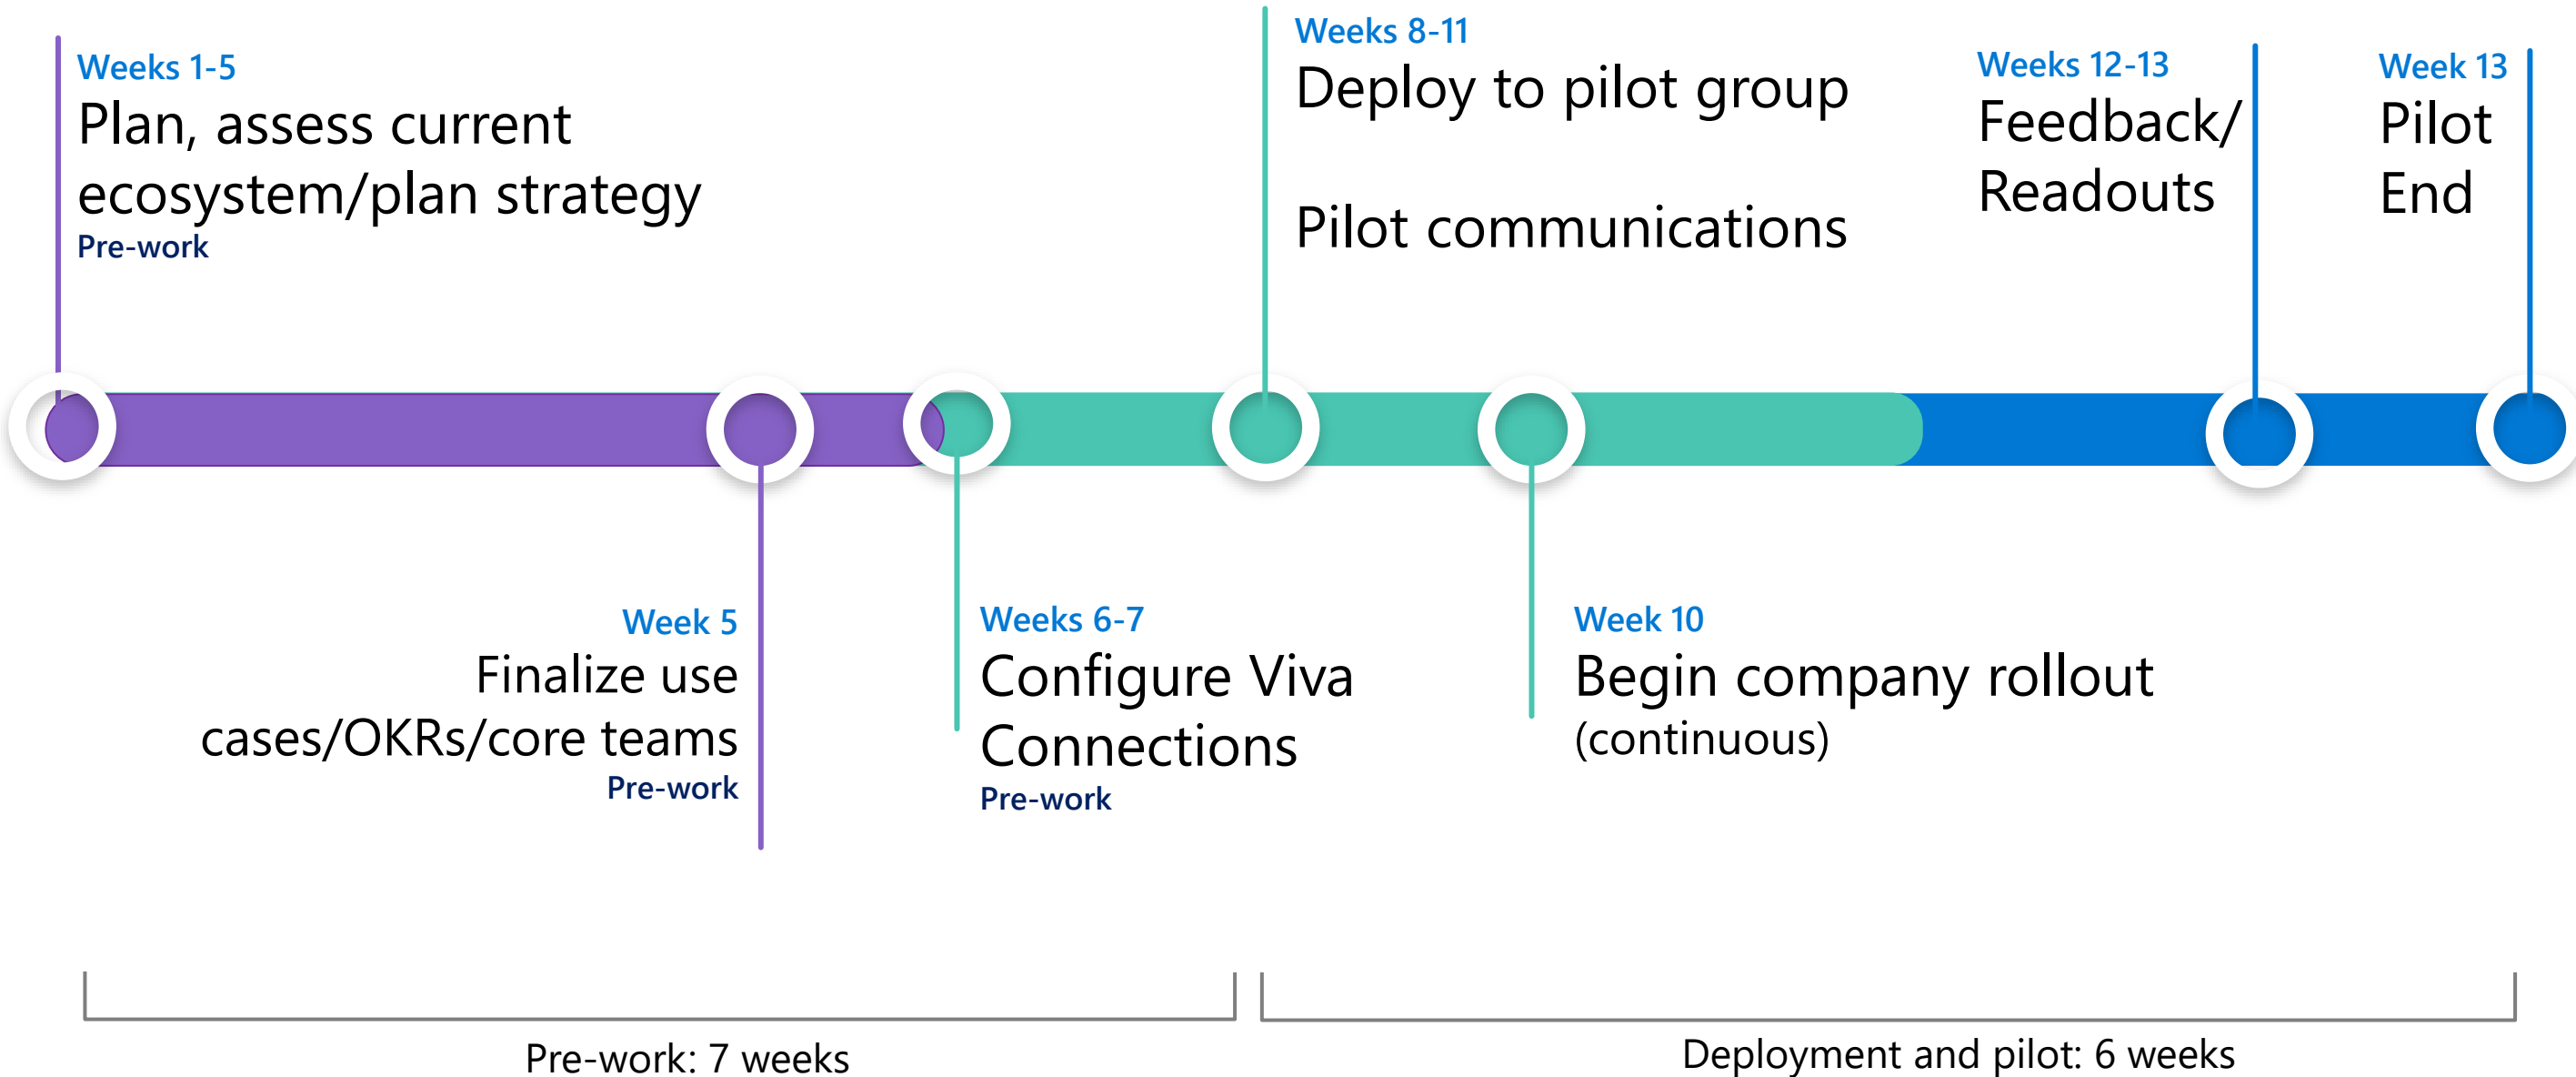 Weeks 1-5
Plan, assess current
ecosystem/plan strategy
Pre-work
Weeks 8-11
Deploy to pilot group
Pilot communications
Weeks 12-13
Feedback/
Readouts
Week 13
Pilot
End
Week 5
Finalize use
cases/OKRs/core teams
Pre-work
Weeks 6-7
Configure Viva
Connections
Pre-work
Week 10
Begin company rollout
(continuous)
Pre-work: 7 weeks
Deployment and pilot: 6 weeks